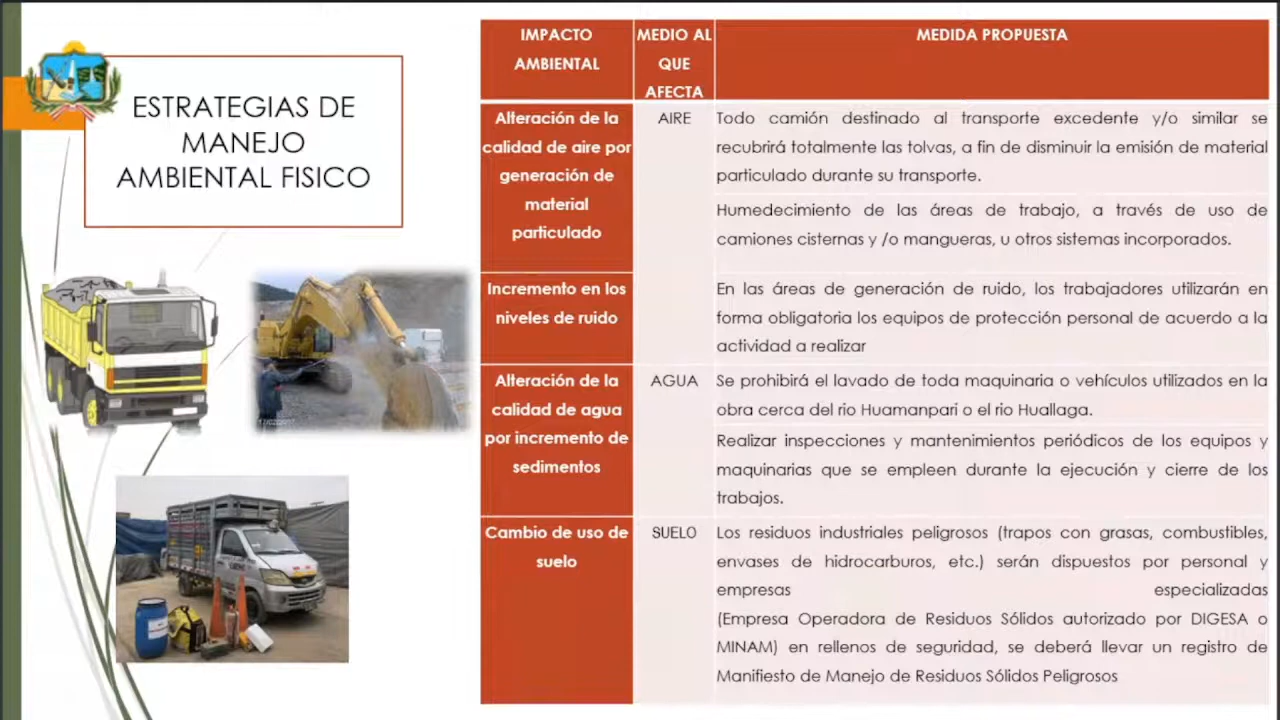 ESTRATEGIAS DE
MANEJO
AMBIENTAL FISICO
IMPACTO
AMBIENTAL
MEDIO AL
QUE
AFECTA
MEDIDA PROPUESTA
Alteración de la
calidad de aire por
generación de
material
particulado
AIRE
Todo camión destinado al transporte excedente y/o similar se
recubrirá totalmente las tolvas, a fin de disminuir la emisión de material
particulado durante su transporte.
Humedecimiento de las áreas de trabajo, a través de uso de
camiones cisternas y /o mangueras, u otros sistemas incorporados.
Incremento en los
niveles de ruido
En las áreas de generación de ruido, los trabajadores utilizarán en
forma obligatoria los equipos de protección personal de acuerdo a la
actividad a realizar
Alteración de la
calidad de agua
por incremento de
sedimentos
AGUA
Se prohibirá el lavado de toda maquinaria o vehículos utilizados en la
obra cerca del rio Huamanpari o el rio Huallaga.
Realizar inspecciones y mantenimientos periódicos de los equipos y
maquinarias que se empleen durante la ejecución y cierre de los
trabajos.
Cambio de uso de
suelo
SUELO
Los residuos industriales peligrosos (trapos con grasas, combustibles,
envases de hidrocarburos, etc.) serán dispuestos por personal y
empresas especializadas
(Empresa Operadora de Residuos Sólidos autorizado por DIGESA o
MINAM) en rellenos de seguridad, se deberá llevar un registro de
Manifiesto de Manejo de Residuos Sólidos Peligrosos